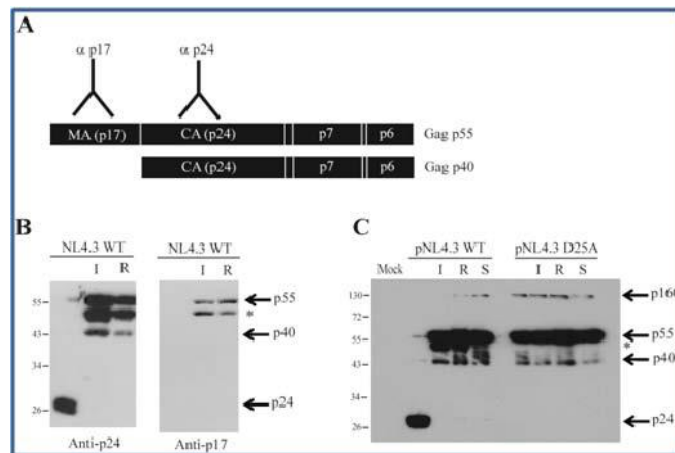 A
α p17
α p24
MA (p17)
CA (p24)
p7
p6
Gag p55
CA (p24)
p7
p6
Gag p40
B
NL4.3 WT
I
R
55
43
34
26
Anti-p24
NL4.3 WT
I
R
p55
*
p40
p24
Anti-p17
C
pNL4.3 WT
pNL4.3 D25A
Mock
I
R
S
I
R
S
130
72
55
43
34
26
p160
p55
*
p40
p24